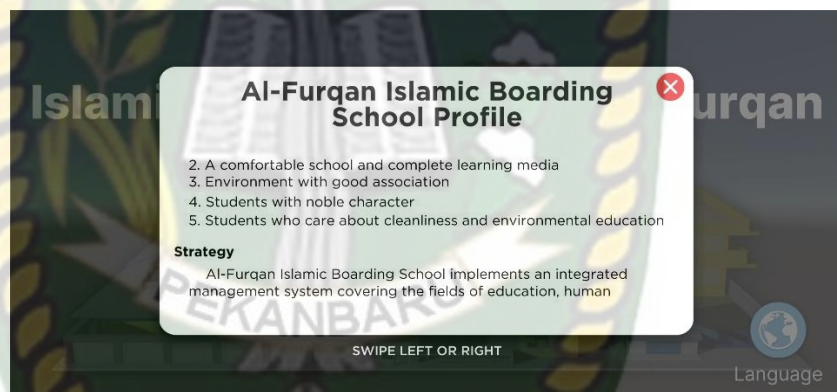 Islami
urqan
Al-Furqan Islamic Boarding
School Profile
2. A comfortable school and complete learning media
3. Environment with good association
4. Students with noble character
5. Students who care about cleanliness and environmental education
Strategy
Al-Furqan Islamic Boarding School implements an integrated
management system covering the fields of education, human
PEKANBARU
SWIPE LEFT OR RIGHT
Language